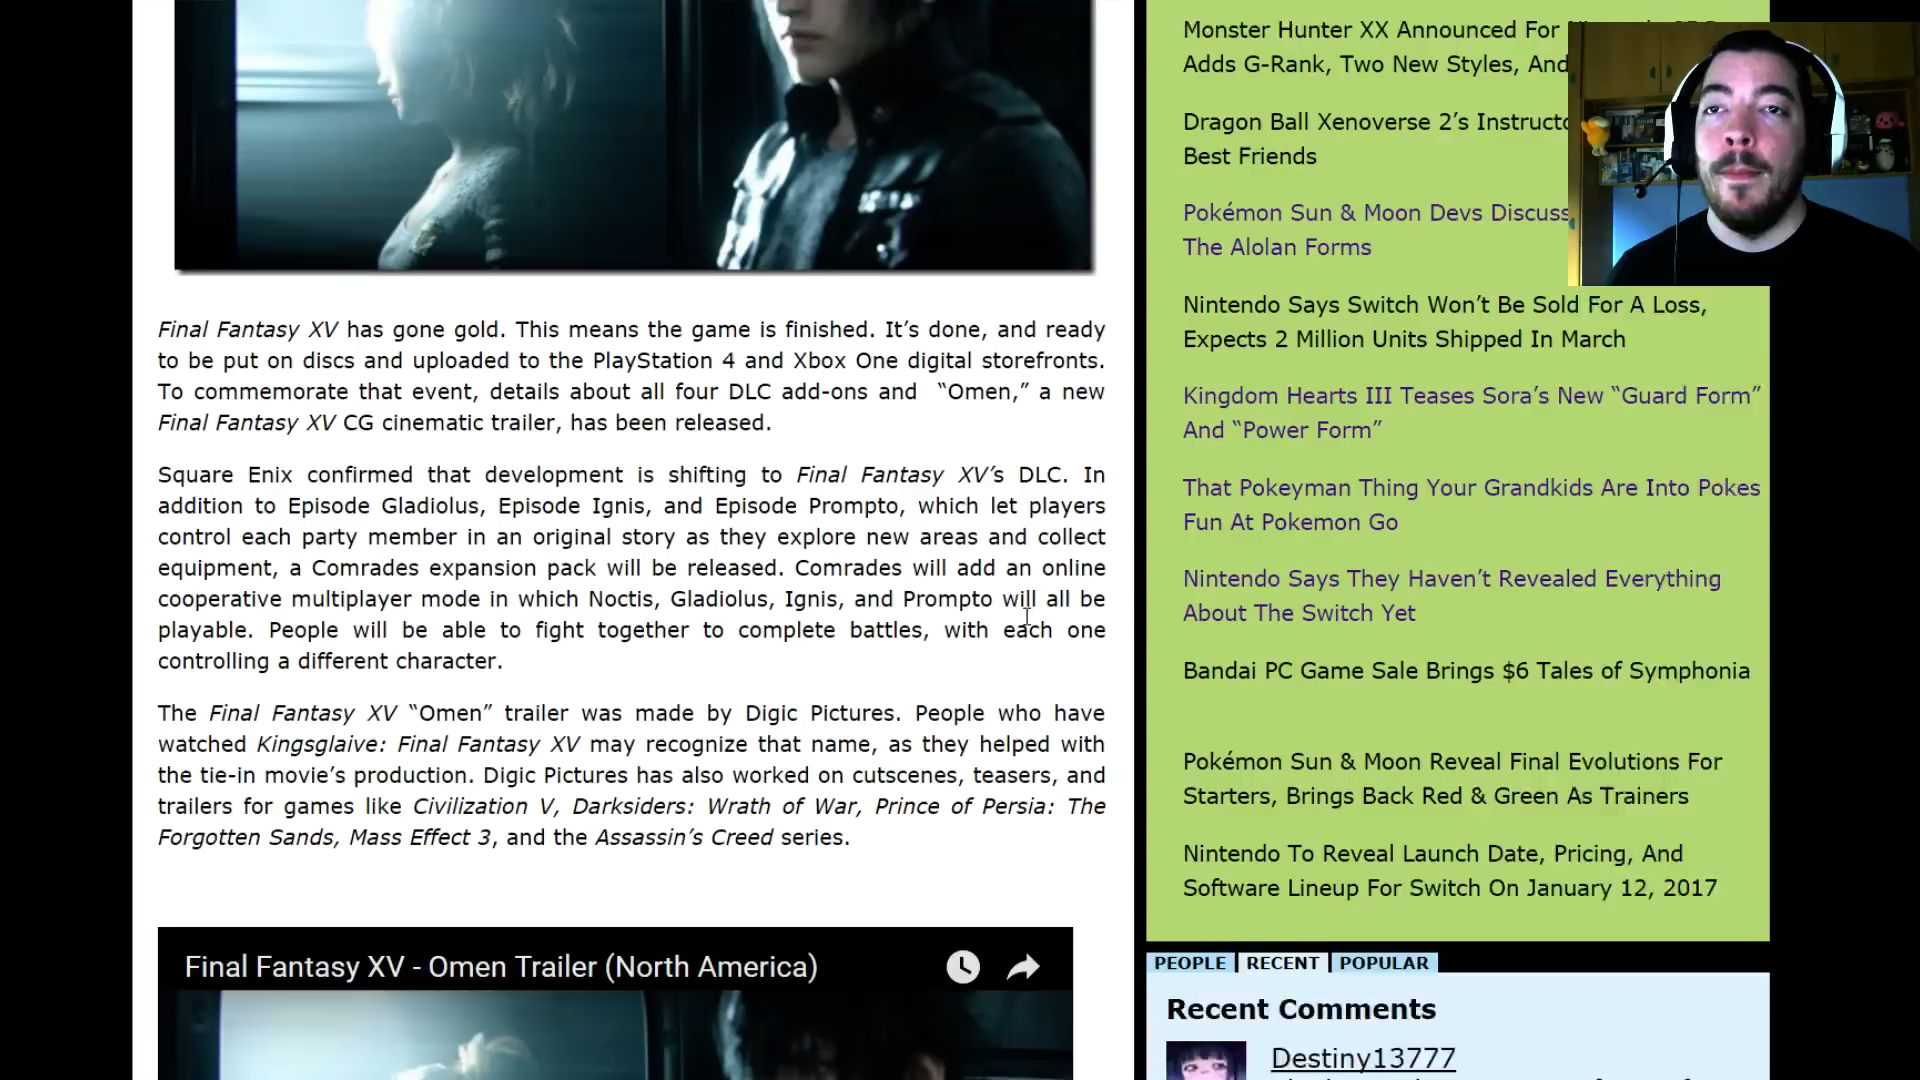 Final Fantasy XV has gone gold. This means the game is finished. It’s done, and ready
to be put on discs and uploaded to the PlayStation 4 and Xbox One digital storefronts.
To commemorate that event, details about all four DLC add-ons and “Omen,” a new
Final Fantasy XV CG cinematic trailer, has been released.
Square Enix confirmed that development is shifting to Final Fantasy XV’s DLC. In
addition to Episode Gladiolus, Episode Ignis, and Episode Prompto, which let players
control each party member in an original story as they explore new areas and collect
equipment, a Comrades expansion pack will be released. Comrades will add an online
cooperative multiplayer mode in which Noctis, Gladiolus, Ignis, and Prompto will all be
playable. People will be able to fight together to complete battles, with each one
controlling a different character.
The Final Fantasy XV “Omen” trailer was made by Digic Pictures. People who have
watched Kingsglaive: Final Fantasy XV may recognize that name, as they helped with
the tie-in movie’s production. Digic Pictures has also worked on cutscenes, teasers, and
trailers for games like Civilization V, Darksiders: Wrath of War, Prince of Persia: The
Forgotten Sands, Mass Effect 3, and the Assassin’s Creed series.
Final Fantasy XV - Omen Trailer (North America)
Monster Hunter XX Announced For
Adds G-Rank, Two New Styles, And
Dragon Ball Xenoverse 2’s
Best Friends
Pokémon Sun & Moon Devs Discuss
The Alolan Forms
Nintendo Says Switch Won’t Be Sold For A Loss,
Expects 2 Million Units Shipped In March
Kingdom Hearts III Teases Sora’s New “Guard Form”
And “Power Form”
That Pokeyman Thing Your Grandkids Are Into Pokes
Fun At Pokemon Go
Nintendo Says They Haven’t Revealed Everything
About The Switch Yet
Bandai PC Game Sale Brings $6 Tales of Symphonia
Pokémon Sun & Moon Reveal Final Evolutions For
Starters, Brings Back Red & Green As Trainers
Nintendo To Reveal Launch Date, Pricing, And
Software Lineup For Switch On January 12, 2017
PEOPLE RECENT POPULAR
Recent Comments
Destiny13777